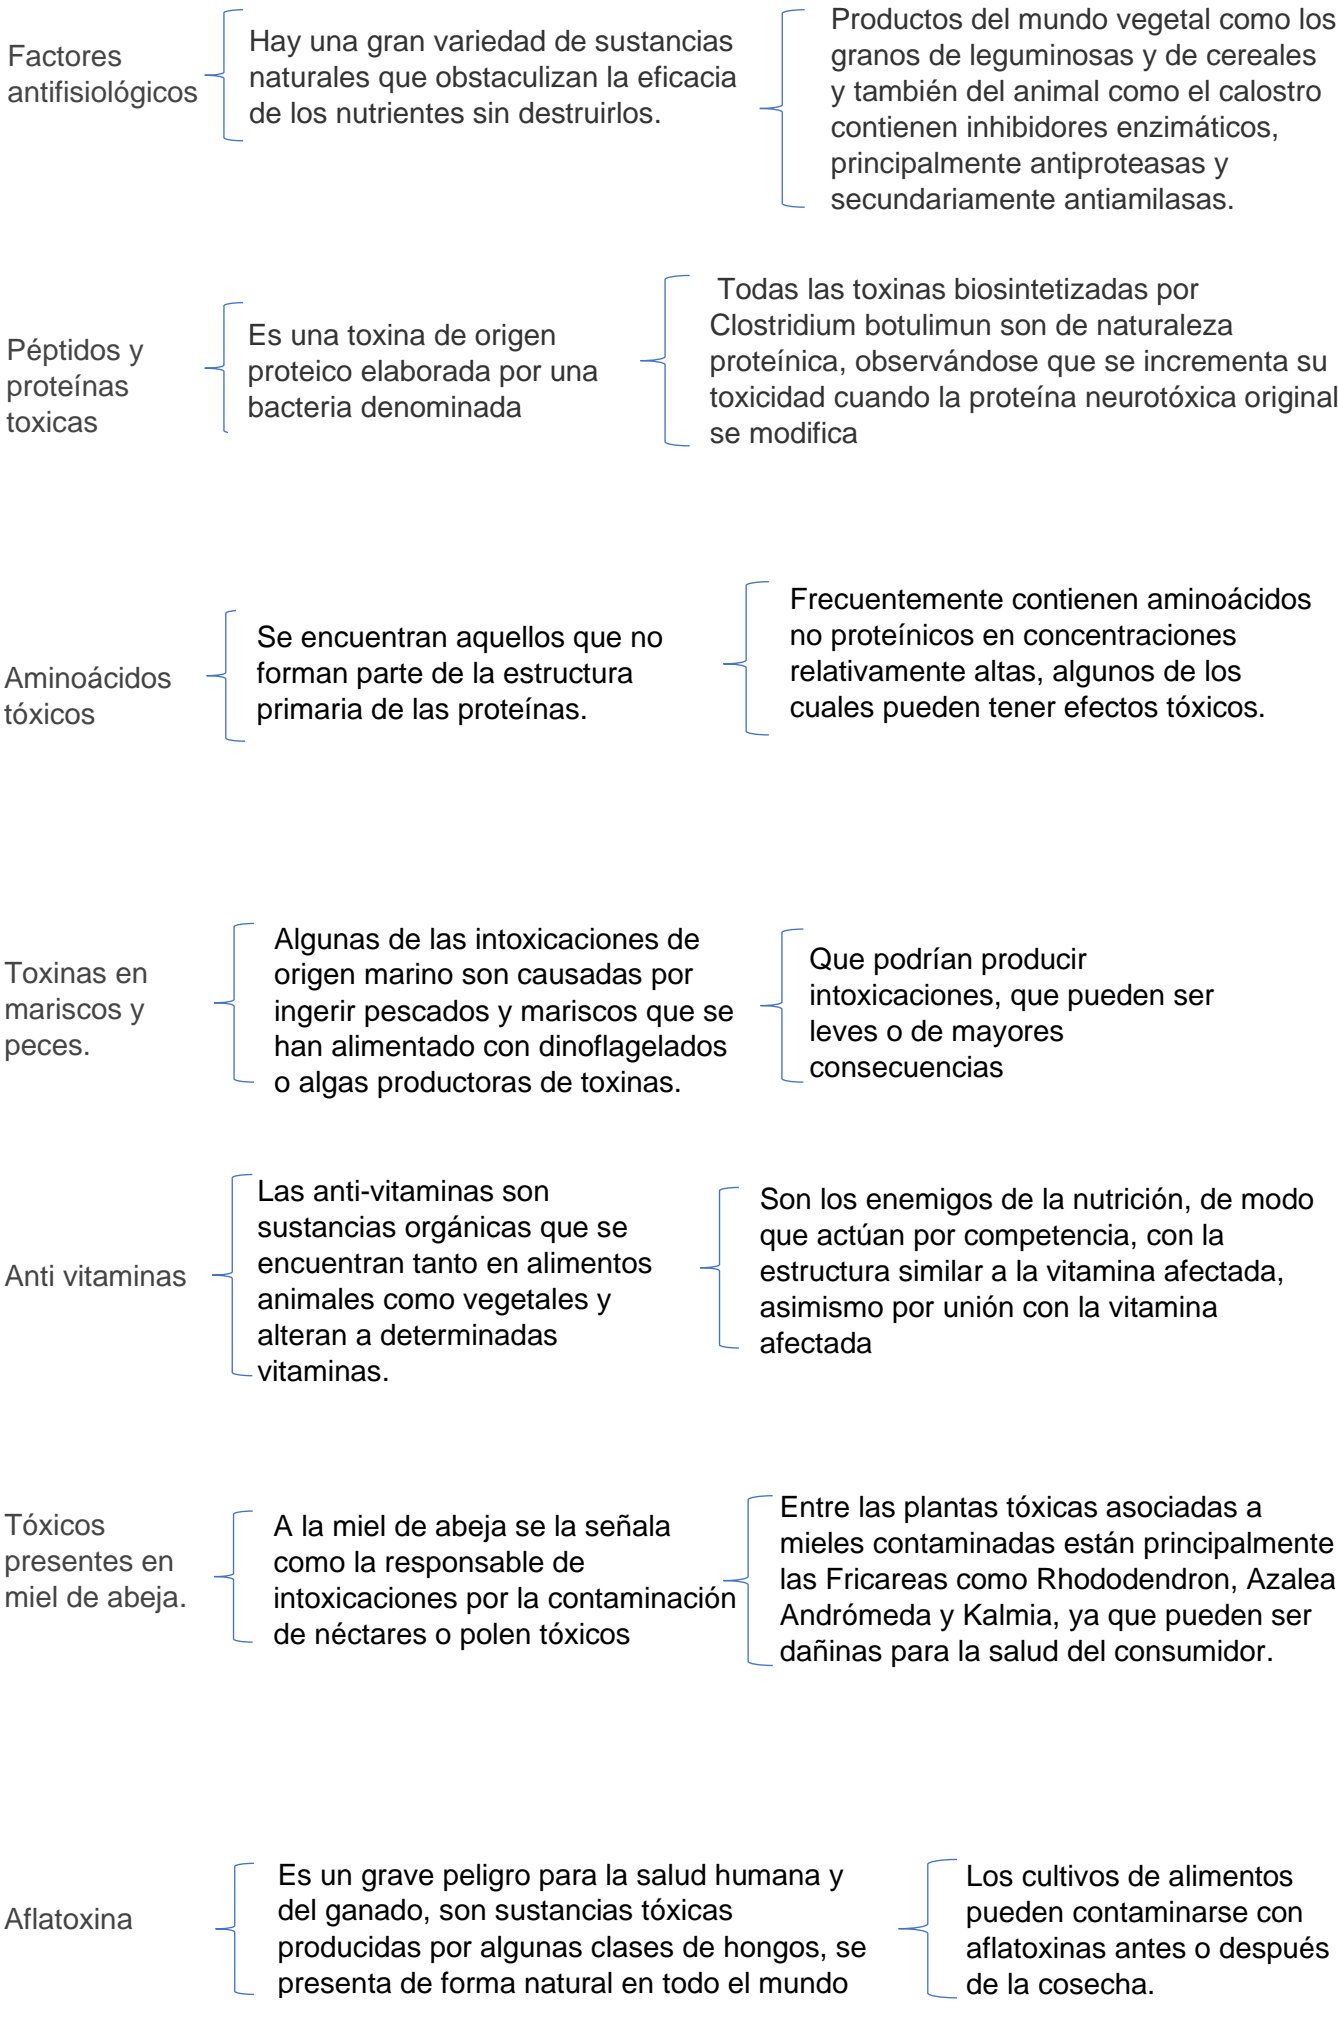 Factores
antifisiológicos
Hay una gran variedad de sustancias
naturales que obstaculizan la eficacia
de los nutrientes sin destruirlos.
Productos del mundo vegetal como los
granos de leguminosas y de cereales
y también del animal como el calostro
contienen inhibidores enzimáticos,
principalmente antiproteasas y
secundariamente antiamilasas.
Péptidos y
proteínas
toxicas
Es una toxina de origen
proteico elaborada por una
bacteria denominada
Todas las toxinas biosintetizadas por
Clostridium botulimun son de naturaleza
proteínica, observándose que se incrementa su
toxicidad cuando la proteína neurotóxica original
se modifica
Aminoácidos
tóxicos
Se encuentran aquellos que no
forman parte de la estructura
primaria de las proteínas.
Frecuentemente contienen aminoácidos
no proteínicos en concentraciones
relativamente altas, algunos de los
cuales pueden tener efectos tóxicos.
Toxinas en
mariscos y
peces.
Algunas de las intoxicaciones de
origen marino son causadas por
ingerir pescados y mariscos que se
han alimentado con dinoflagelados
o algas productoras de toxinas.
Que podrían producir
intoxicaciones, que pueden ser
leves o de mayores
consecuencias
Anti vitaminas
Las anti-vitaminas son
sustancias orgánicas que se
encuentran tanto en alimentos
animales como vegetales y
alteran a determinadas
vitaminas.
Son los enemigos de la nutrición, de modo
que actúan por competencia, con la
estructura similar a la vitamina afectada,
asimismo por unión con la vitamina
afectada
Tóxicos
presentes en
miel de abeja.
A la miel de abeja se la señala
como la responsable de
intoxicaciones por la contaminación
de néctares o polen tóxicos
Entre las plantas tóxicas asociadas a
mieles contaminadas están principalmente
las Fricareas como Rhododendron, Azalea
Andrómeda y Kalmia, ya que pueden ser
dañinas para la salud del consumidor.
Aflatoxina
Es un grave peligro para la salud humana y
del ganado, son sustancias tóxicas
producidas por algunas clases de hongos, se
presenta de forma natural en todo el mundo
Los cultivos de alimentos
pueden contaminarse con
aflatoxinas antes o después
de la cosecha.